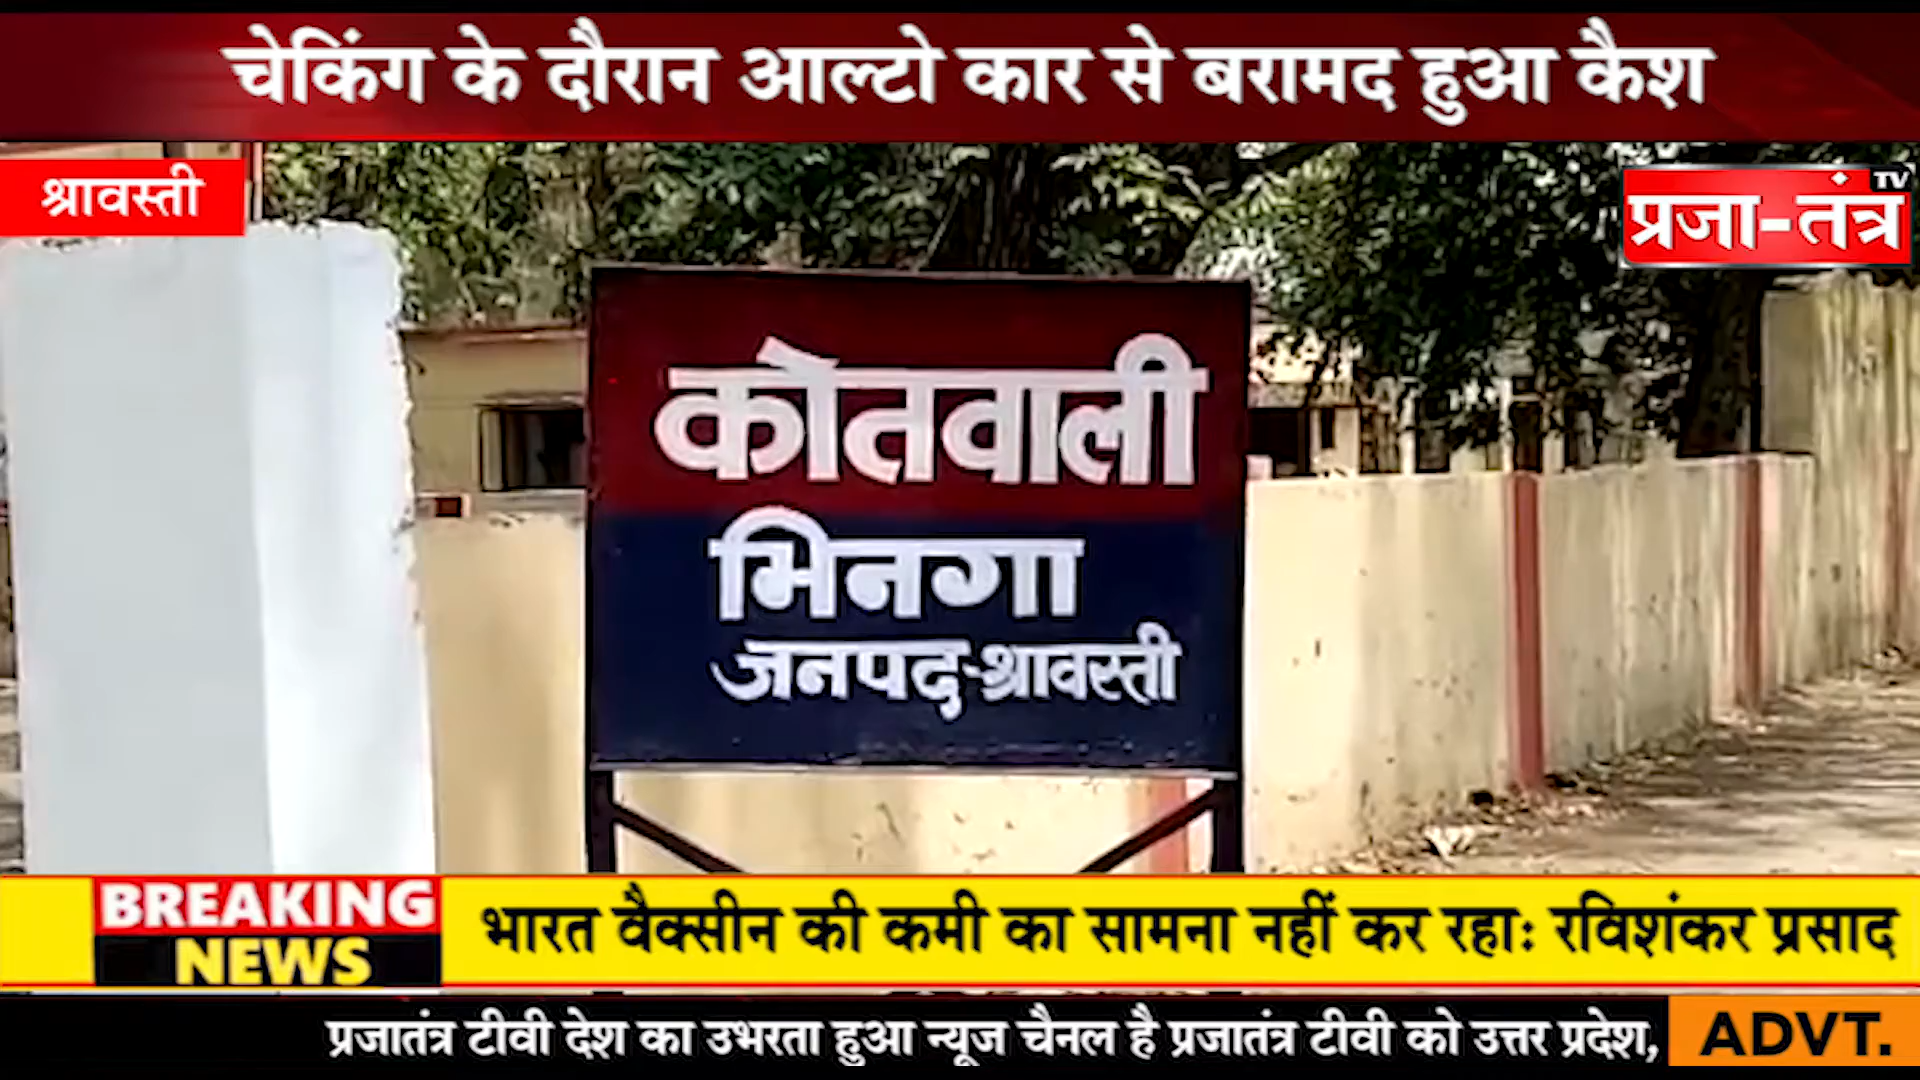 चेकिंग के दौरान आल्टो कार से बरामद हुआ कैश
श्रावस्ती
TV
प्रजा-तंत्र
कोतवाली
भिनगा
जनपद-श्रावस्ती
BREAKING
NEWS
भारत वैक्सीन की कमी का सामना नहीं कर रहाः रविशंकर प्रसाद
प्रजातंत्र टीवी देश का उभरता हुआ न्यूज चैनल है प्रजातंत्र टीवी को उत्तर प्रदेश,
ADVT.